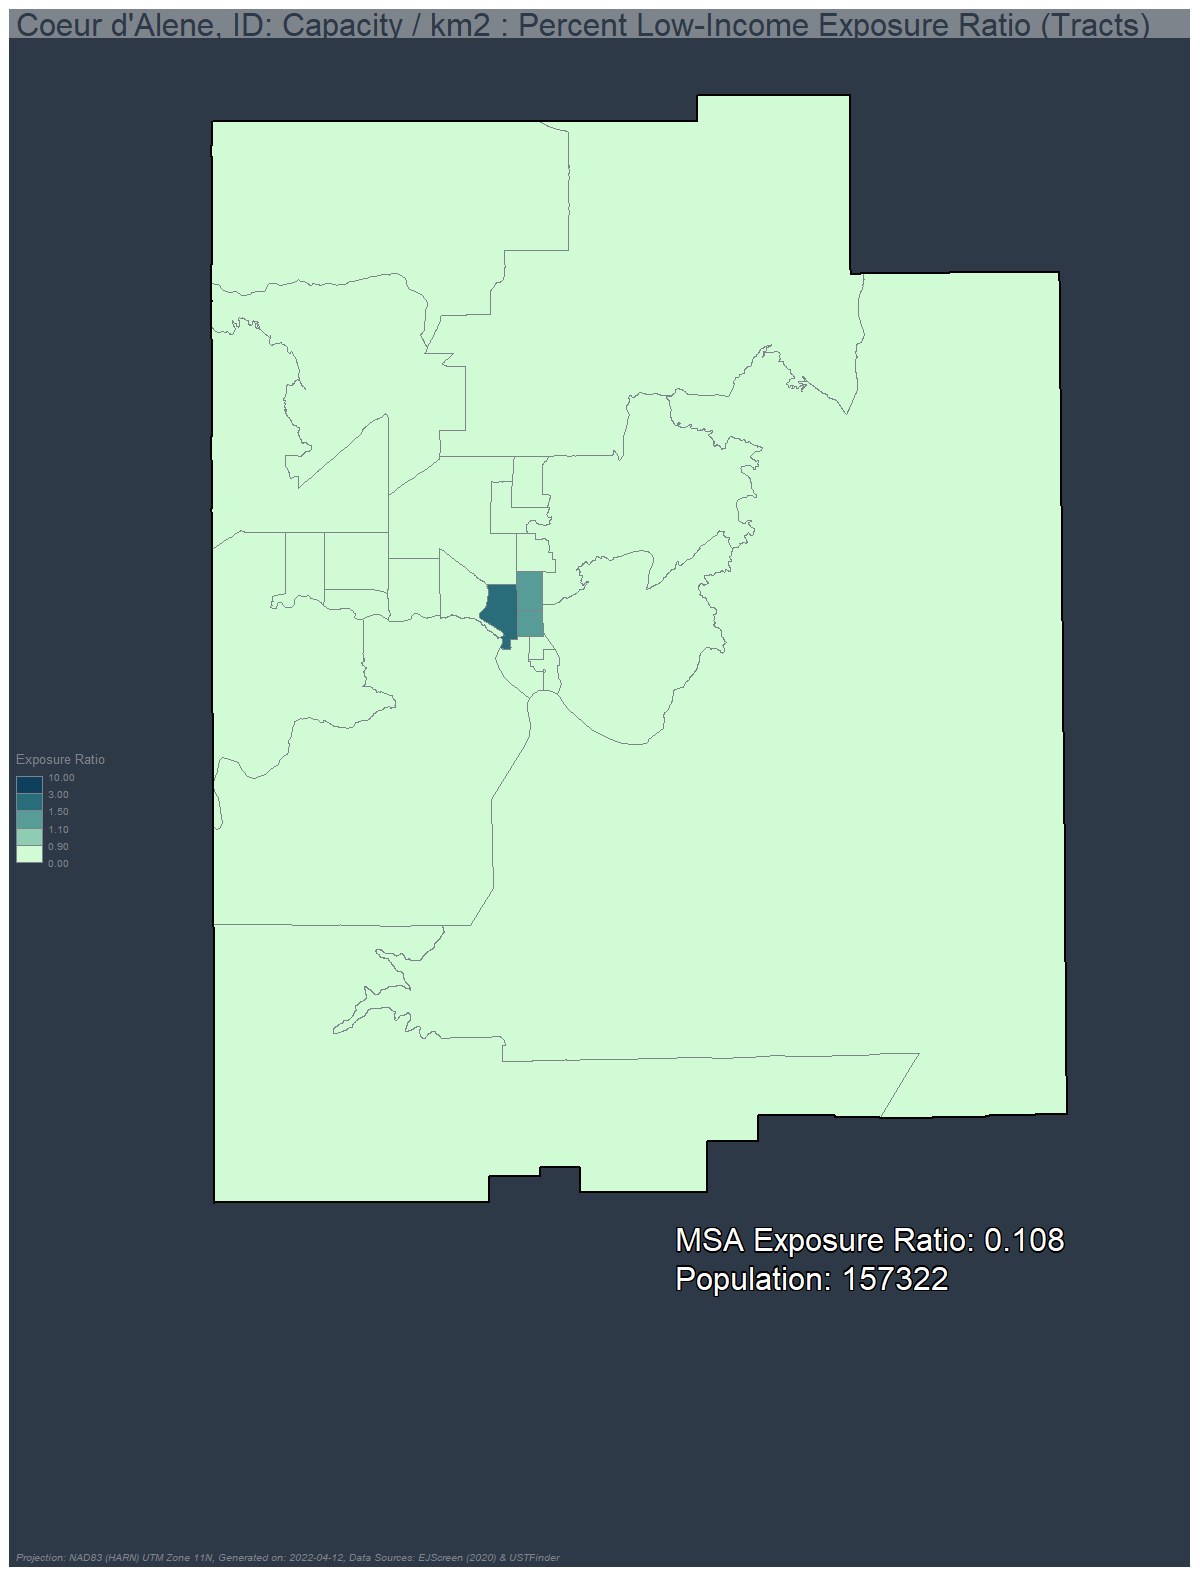 Coeur d'Alene, ID: Capacity / km2 : Percent Low-Income Exposure Ratio (Tracts)
Exposure Ratio
10.00
3.00
1.50
1.10
0.90
0.00
MSA Exposure Ratio: 0.108
Population: 157322
Projection: NAD83 (HARN) UTM Zone 11N, Generated on: 2022-04-12, Data Sources: EJScreen (2020) & USTFinder